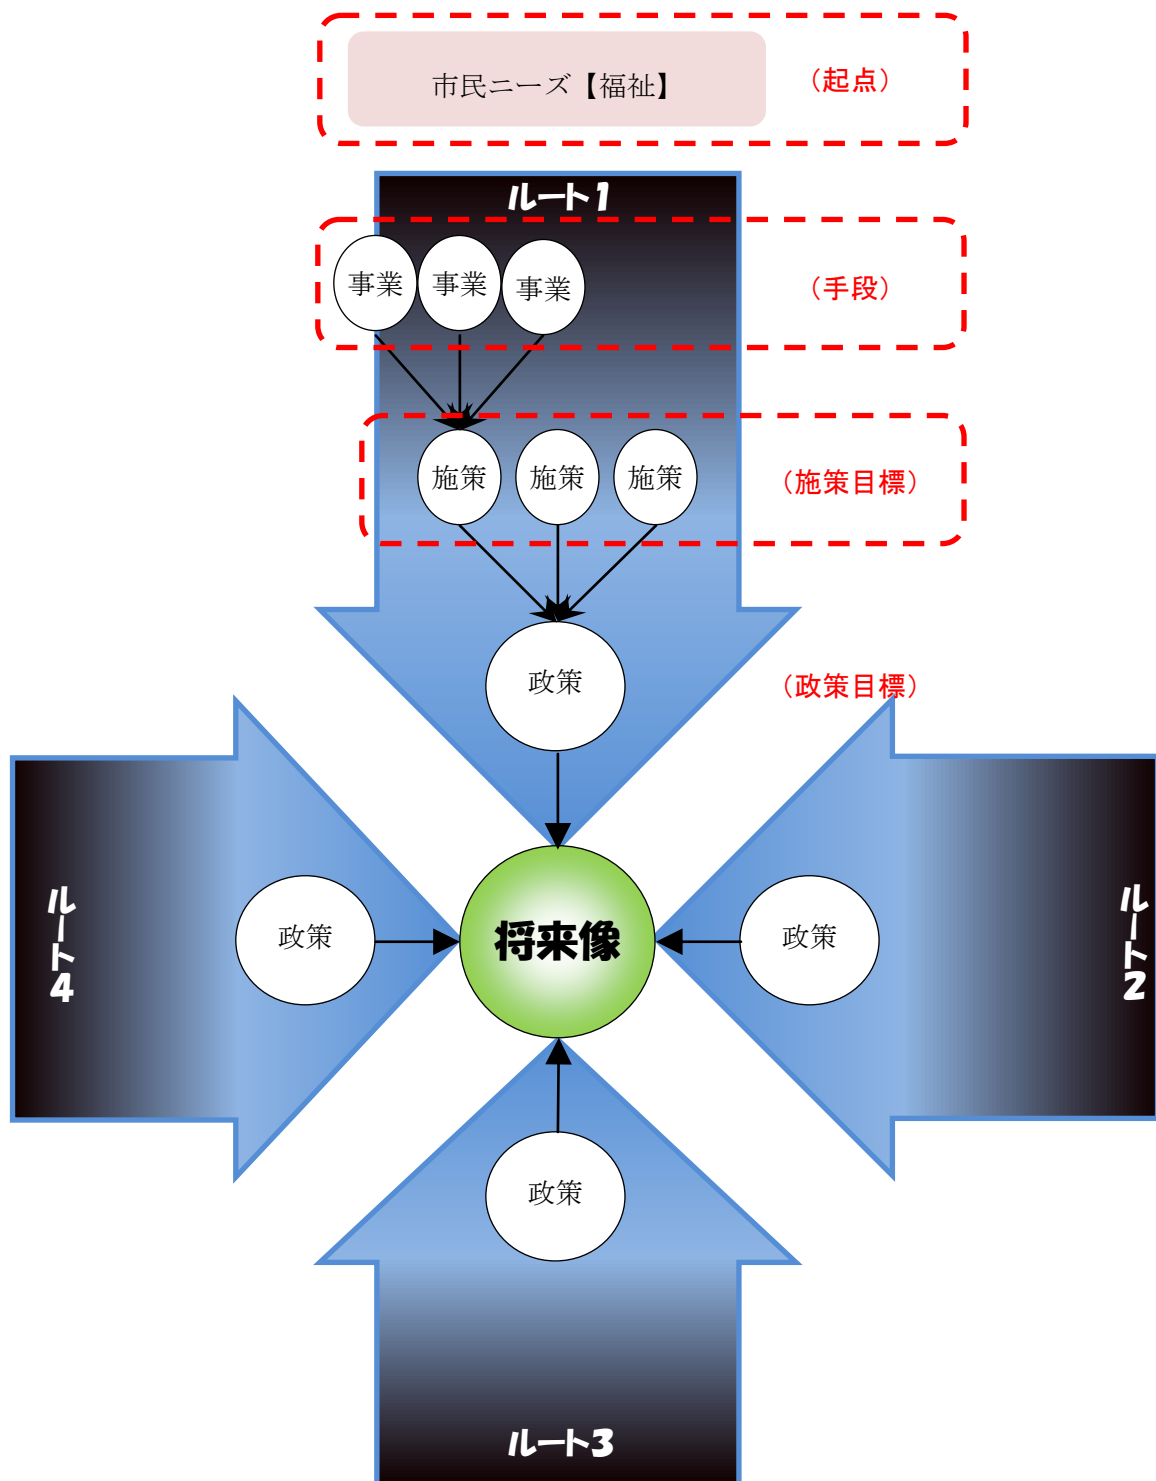 市民ニーズ【福祉】
（起点）
ルート1
事業
事業
事業
（手段）
施策
施策
施策
（施策目標）
政策
（政策目標）
ルート4
政策
将来像
政策
ルート2
政策
ルート3